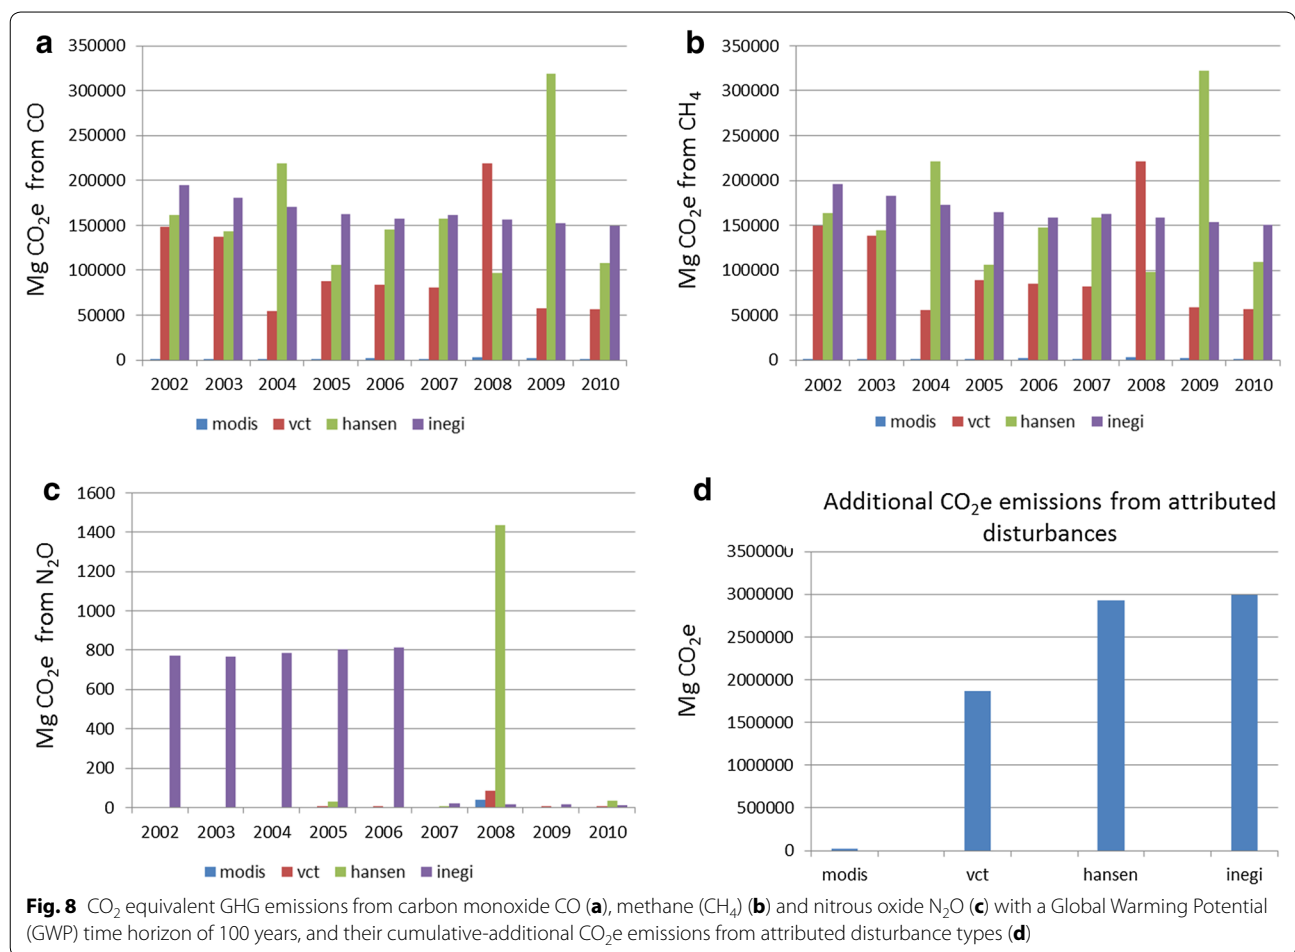 a
350000
300000
250000
200000
150000
100000
50000
0
Mg CO2e from CO
2002 2003 2004 2005 2006 2007 2008 2009 2010
modis vct hansen inegi
b
350000
300000
250000
200000
150000
100000
50000
0
Mg CO2e from CH4
2002 2003 2004 2005 2006 2007 2008 2009 2010
modis vct hansen inegi
c
1600
1400
1200
1000
800
600
400
200
0
Mg CO2e from N2O
2002 2003 2004 2005 2006 2007 2008 2009 2010
modis vct hansen inegi
d
Additional CO2e emissions from attributed
disturbances
3500000
3000000
2500000
2000000
1500000
1000000
500000
0
Mg CO2e
modis vct hansen inegi
Fig. 8 CO2 equivalent GHG emissions from carbon monoxide CO (a), methane (CH4) (b) and nitrous oxide N2O (c) with a Global Warming Potential
(GWP) time horizon of 100 years, and their cumulative-additional CO2e emissions from attributed disturbance types (d)